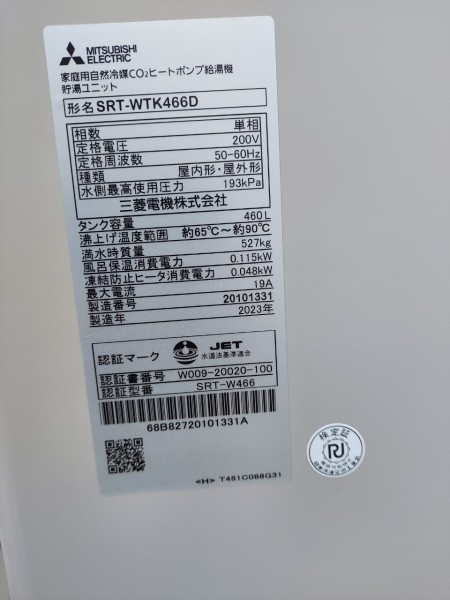 MITSUBISHI
ELECTRIC
家庭用自然冷媒CO₂ヒートポンプ給湯機
貯湯ユニット
形名 SRT-WTK466D
相数 単相
定格電圧 200V
定格周波数 50-60Hz
種類 屋内形・屋外形
水側最高使用圧力 193kPa
三菱電機株式会社
タンク容量 460L
沸上げ温度範囲 約65℃～約90℃
満水時質量 527kg
風呂保温消費電力 0.115kW
凍結防止ヒータ消費電力 0.048kW
最大電流 19A
製造番号 20101331
製造年 2023年
認証マーク JET
水道法基準適合
認証書番号 W009-20020-100
認証型番 SRT-W466
68B82720101331A
<H> T451C088G31
検定証